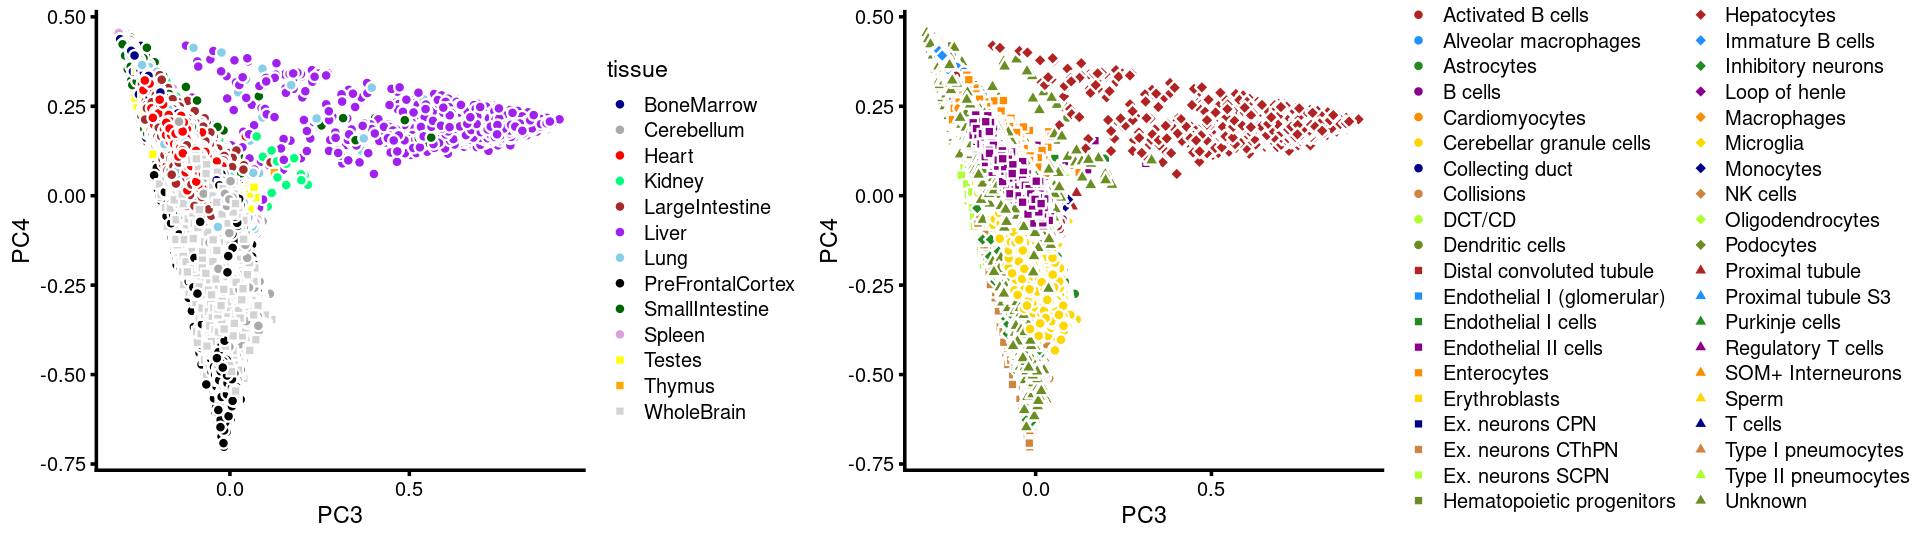 0.50
0.25
0.00
-0.25
-0.50
-0.75
PC4
0.0
0.5
PC3
tissue
BoneMarrow
Cerebellum
Heart
Kidney
LargeIntestine
Liver
Lung
PreFrontalCortex
SmallIntestine
Spleen
Testes
Thymus
WholeBrain
0.50
0.25
0.00
-0.25
-0.50
-0.75
PC4
0.0
0.5
PC3
Activated B cells
Alveolar macrophages
Astrocytes
B cells
Cardiomyocytes
Cerebellar granule cells
Collecting duct
Collisions
DCT/CD
Dendritic cells
Distal convoluted tubule
Endothelial I (glomerular)
Endothelial I cells
Endothelial II cells
Enterocytes
Erythroblasts
Ex. neurons CPN
Ex. neurons CThPN
Ex. neurons SCPN
Hematopoietic progenitors
Hepatocytes
Immature B cells
Inhibitory neurons
Loop of henle
Macrophages
Microglia
Monocytes
NK cells
Oligodendrocytes
Podocytes
Proximal tubule
Proximal tubule S3
Purkinje cells
Regulatory T cells
SOM+ Interneurons
Sperm
T cells
Type I pneumocytes
Type II pneumocytes
Unknown